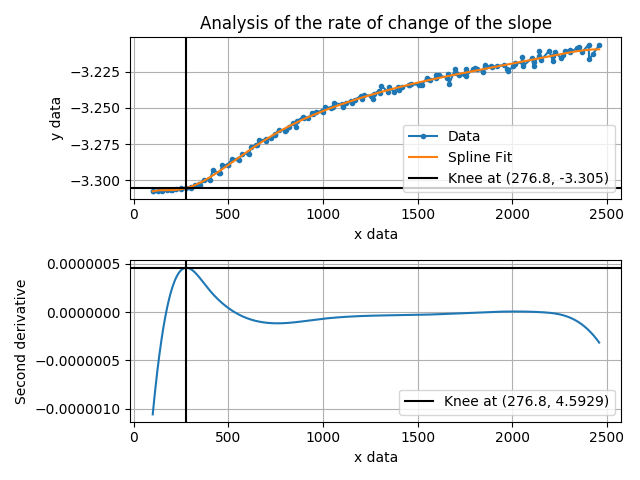 Analysis of the rate of change of the slope
−3.225
−3.250
−3.275
−3.300
y data
Data
Spline Fit
Knee at (276.8, -3.305)
0 500 1000 1500 2000 2500
x data
0.0000005
0.0000000
−0.0000005
−0.0000010
Second derivative
Knee at (276.8, 4.5929)
0 500 1000 1500 2000 2500
x data